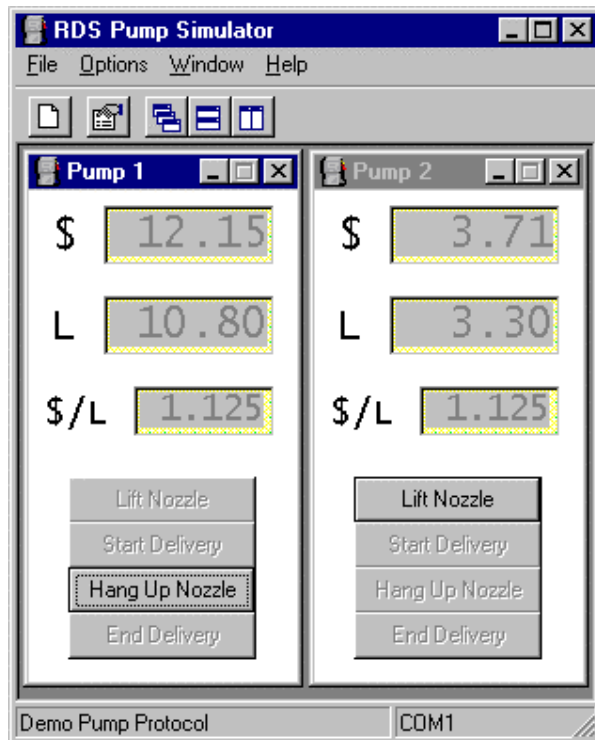 RDS Pump Simulator
File Options Window Help
Pump 1
$ 12.15
L 10.80
$/L 1.125
Lift Nozzle
Start Delivery
Hang Up Nozzle
End Delivery
Pump 2
$ 3.71
L 3.30
$/L 1.125
Lift Nozzle
Start Delivery
Hang Up Nozzle
End Delivery
Demo Pump Protocol COM1